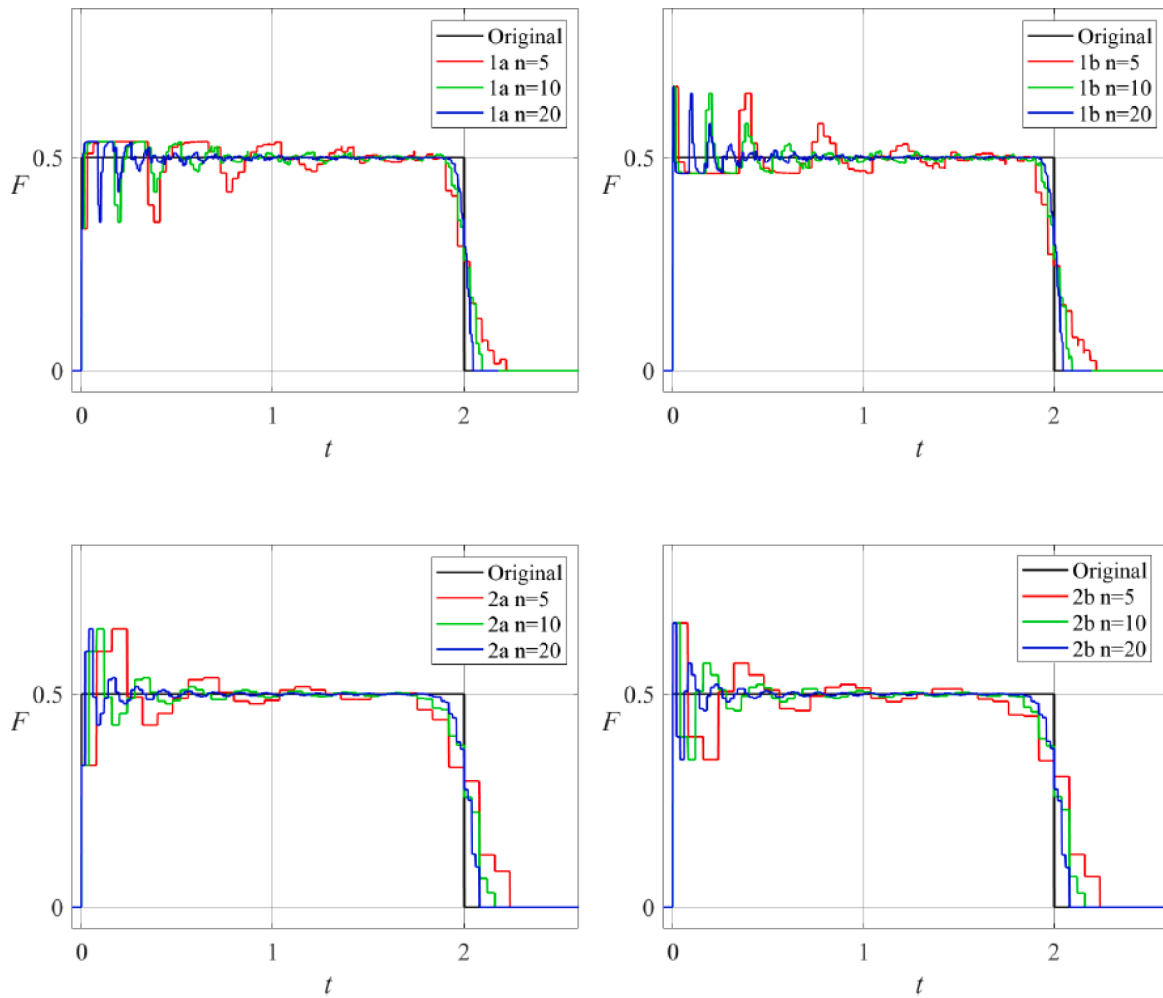 Original
1a n=5
1a n=10
1a n=20
0.5
F
0
0 1 2
t
Original
1b n=5
1b n=10
1b n=20
0.5
F
0
0 1 2
t
Original
2a n=5
2a n=10
2a n=20
0.5
F
0
0 1 2
t
Original
2b n=5
2b n=10
2b n=20
0.5
F
0
0 1 2
t